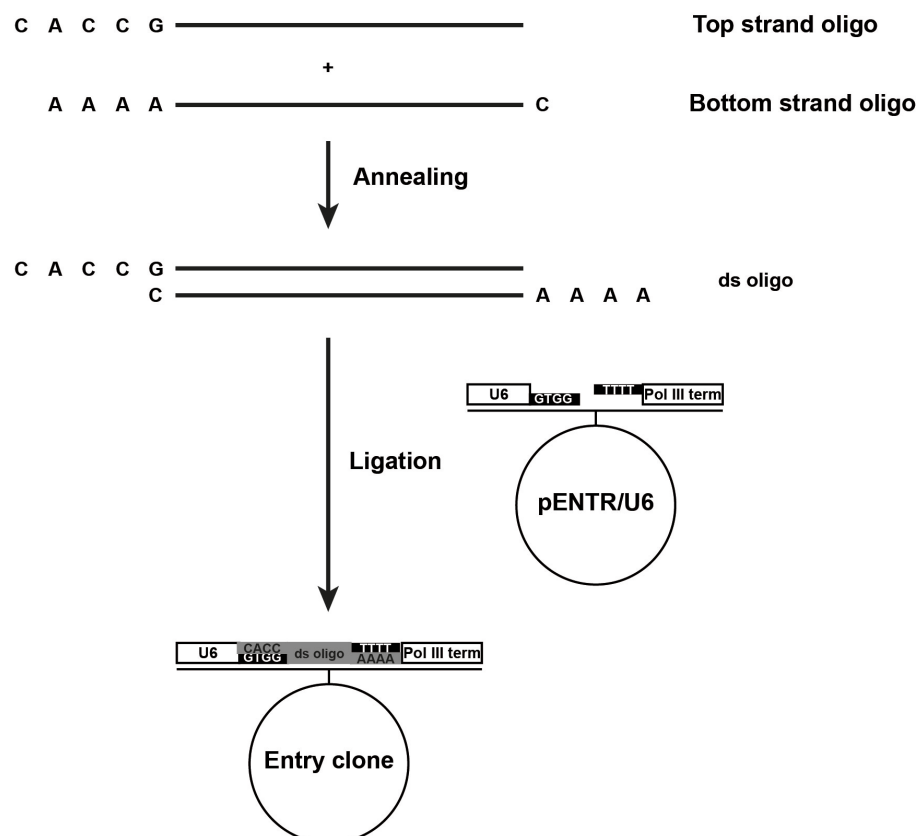 C A C C G Top strand oligo
+
A A A A C Bottom strand oligo
Annealing
C A C C G ds oligo
C A A A A
U6 GTGG TTTT Pol III term
Ligation
pENTR/U6
U6 CACC GTGG ds oligo TTTT AAAA Pol III term
Entry clone